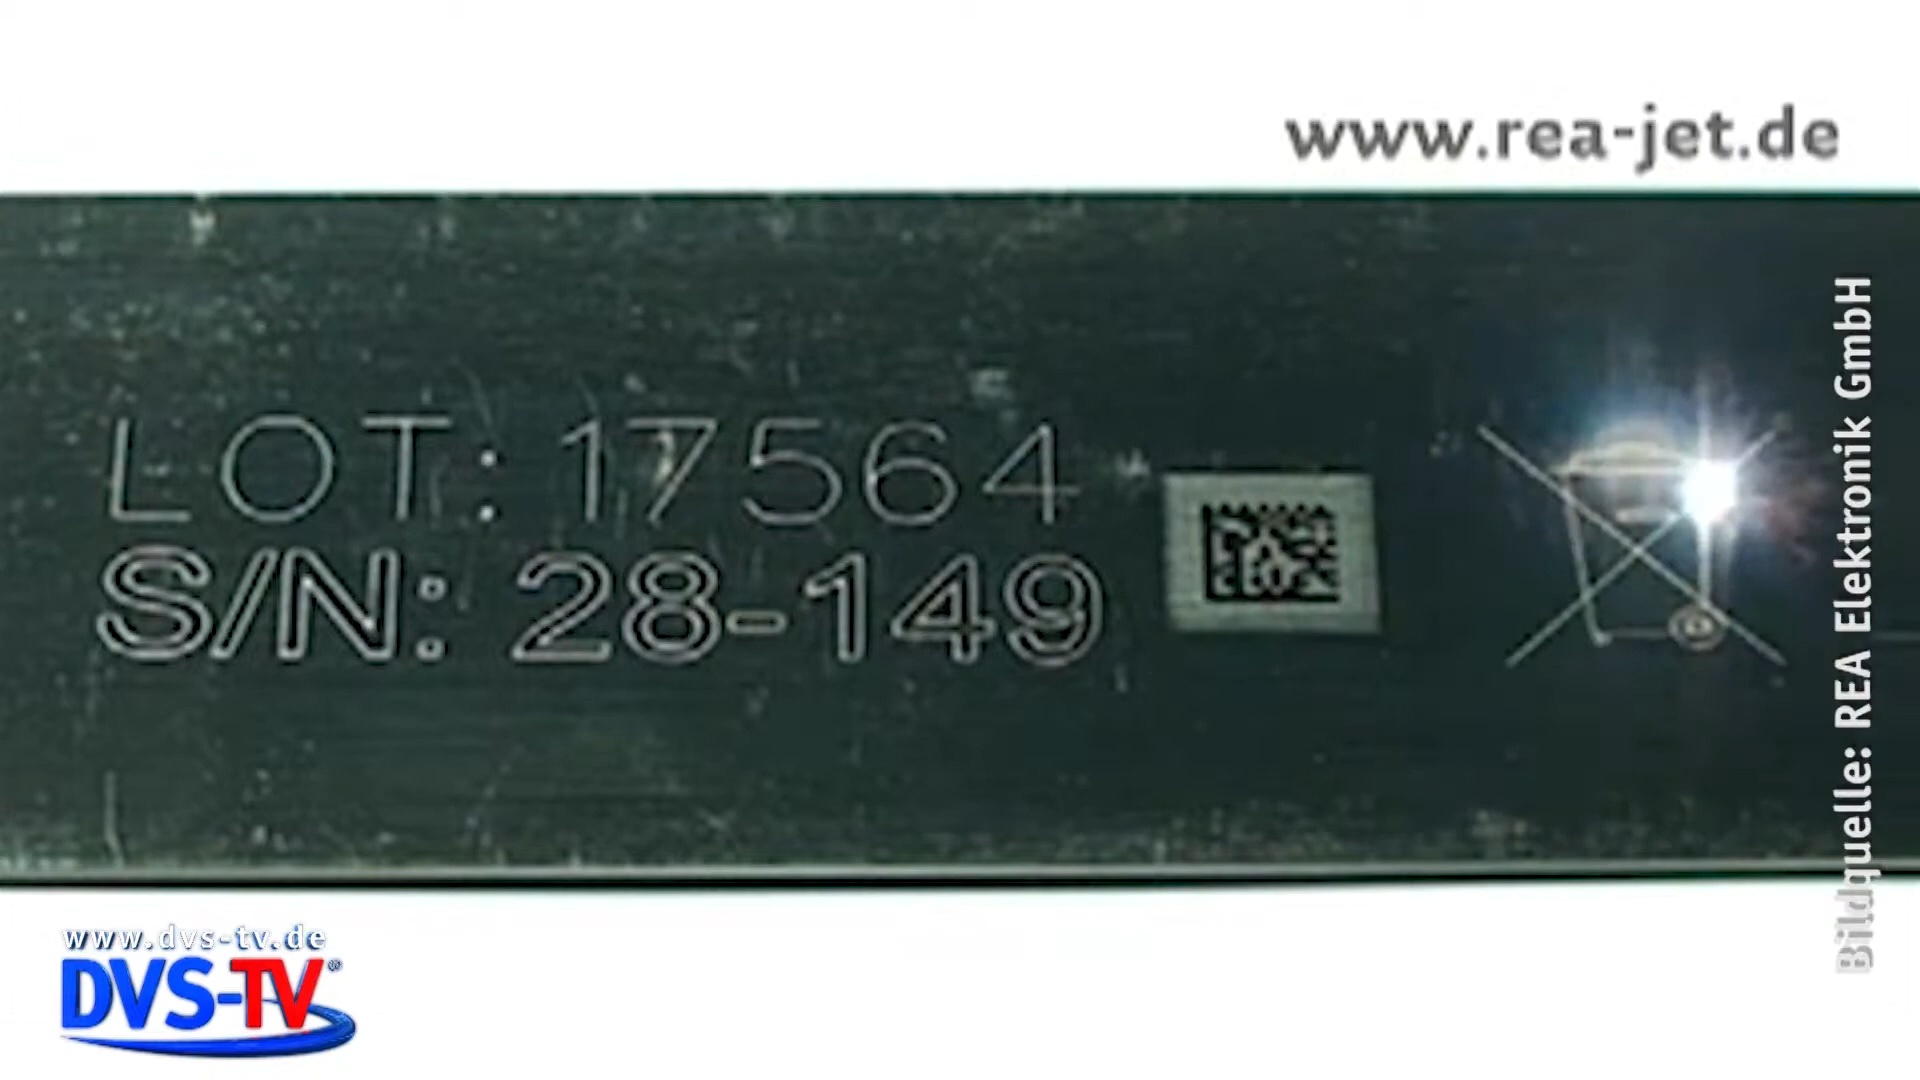 www.rea-jet.de
LOT: 17564
S/N: 28-149
Bildquelle: REA Elektronik GmbH
www.dvs-tv.de
DVS-TV®